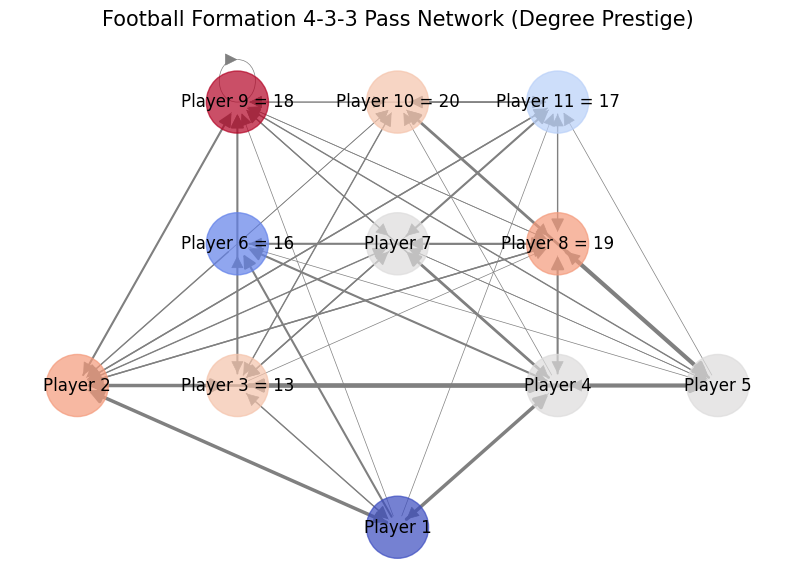 Football Formation 4-3-3 Pass Network (Degree Prestige)
Player 9 = 18
Player 10 = 20
Player 11 = 17
Player 6 = 16
Player 7
Player 8 = 19
Player 2
Player 3 = 13
Player 4
Player 5
Player 1